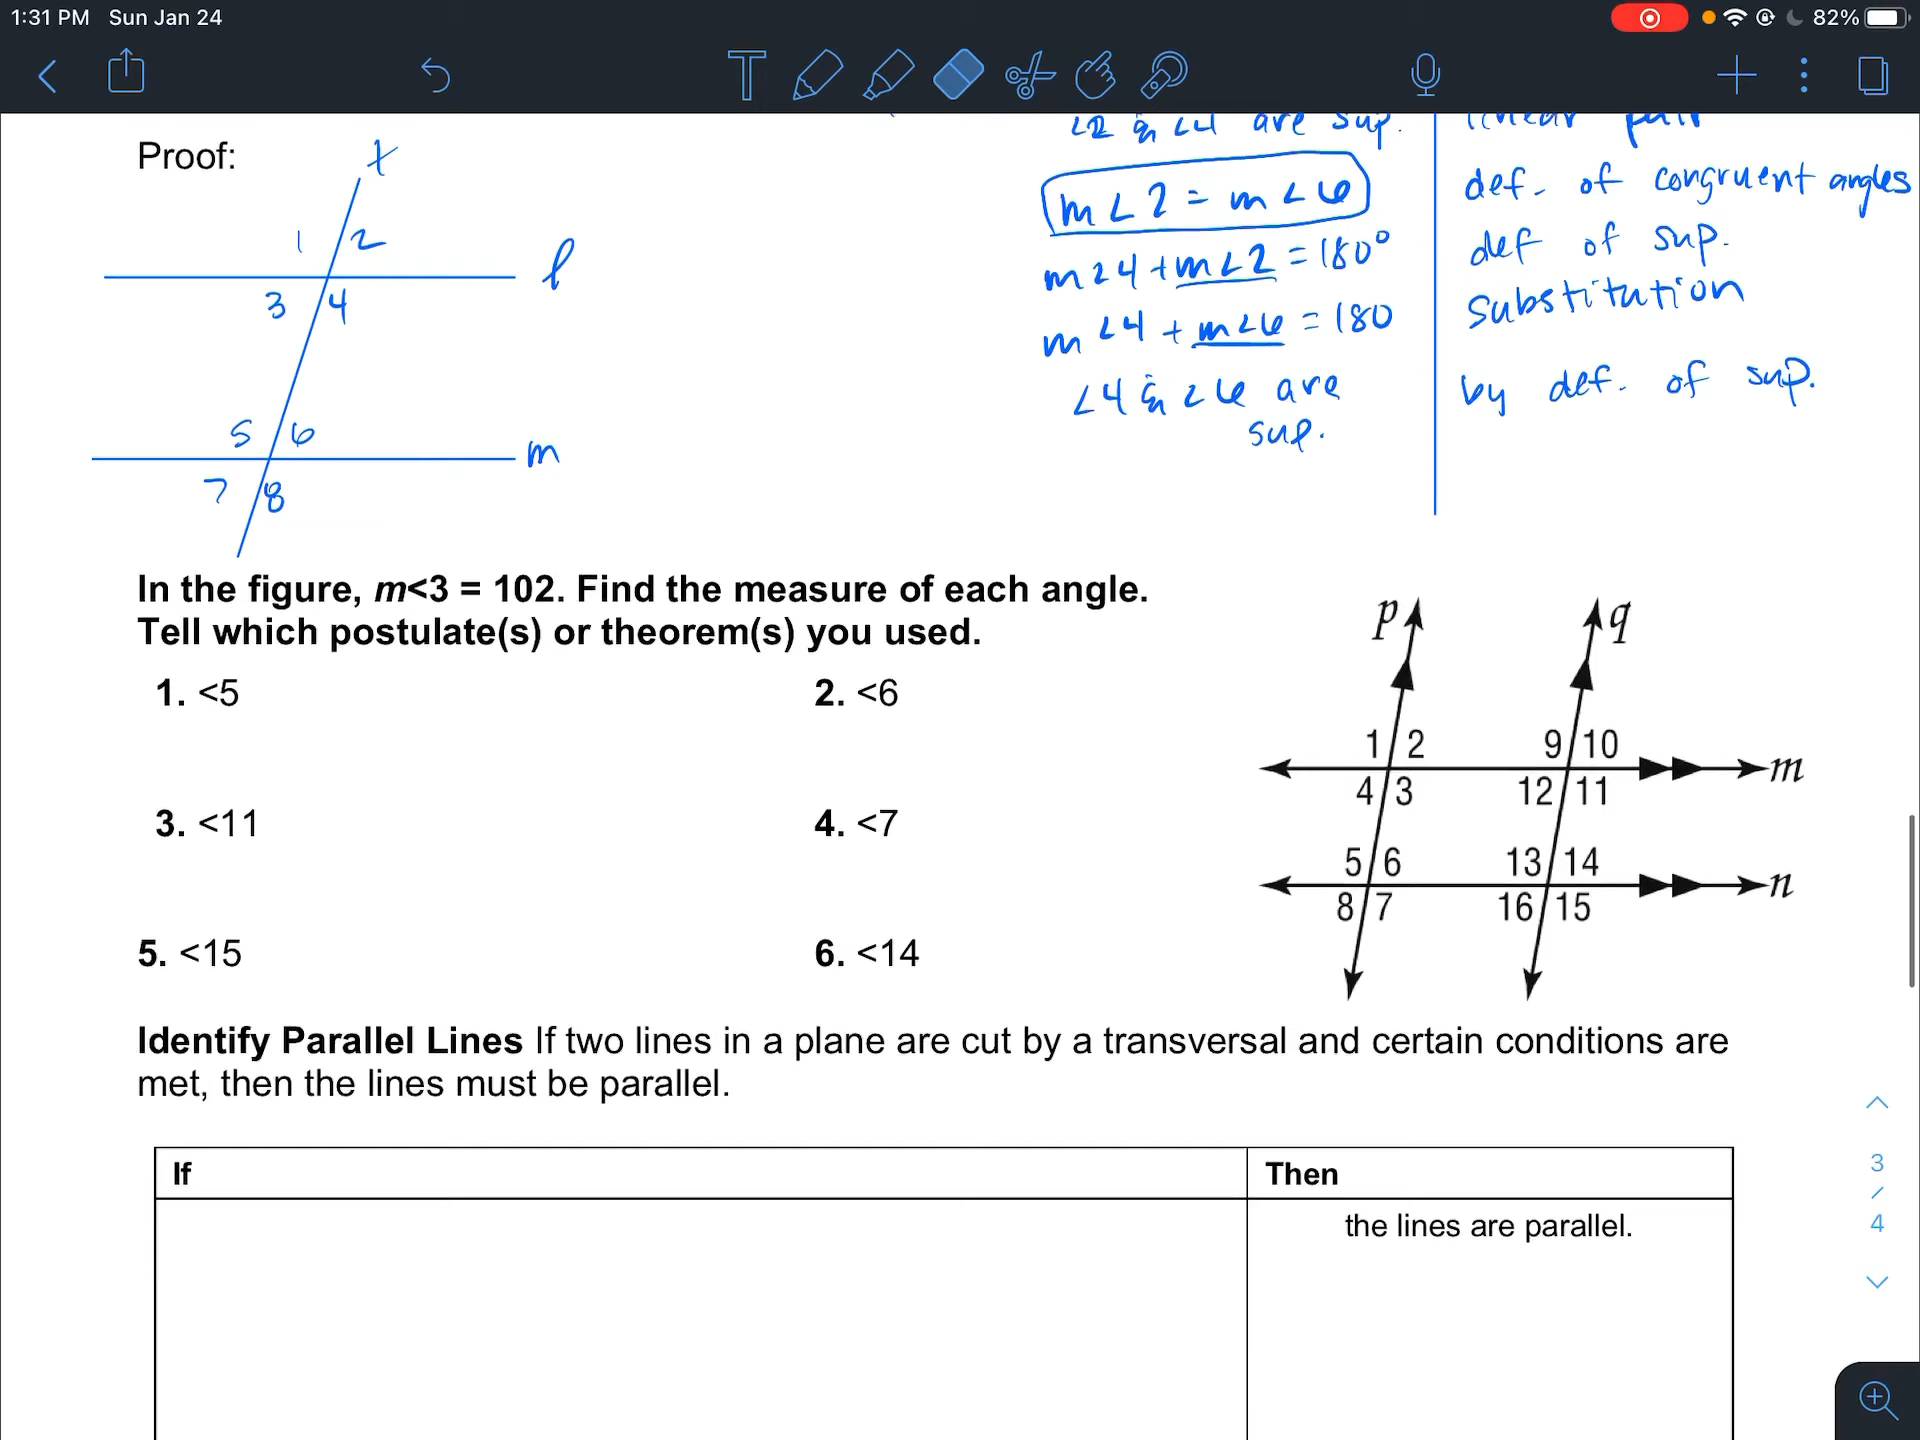 1:31 PM Sun Jan 24
82%
Proof:
t
1 2
l
3 4
5 6
m
7 8
<2 & <4 are sup.
linear pair
m<2 = m<6
def. of congruent angles
m<4 + m<2 = 180°
def of sup.
m<4 + m<6 = 180
substitution
<4 & <6 are
sup.
by def. of sup.
In the figure, m<3 = 102. Find the measure of each angle.
Tell which postulate(s) or theorem(s) you used.
1. <5
2. <6
3. <11
4. <7
5. <15
6. <14
p q
1 2 9 10
m
4 3 12 11
5 6 13 14
n
8 7 16 15
Identify Parallel Lines If two lines in a plane are cut by a transversal and certain conditions are
met, then the lines must be parallel.
If
Then
the lines are parallel.
3
/
4